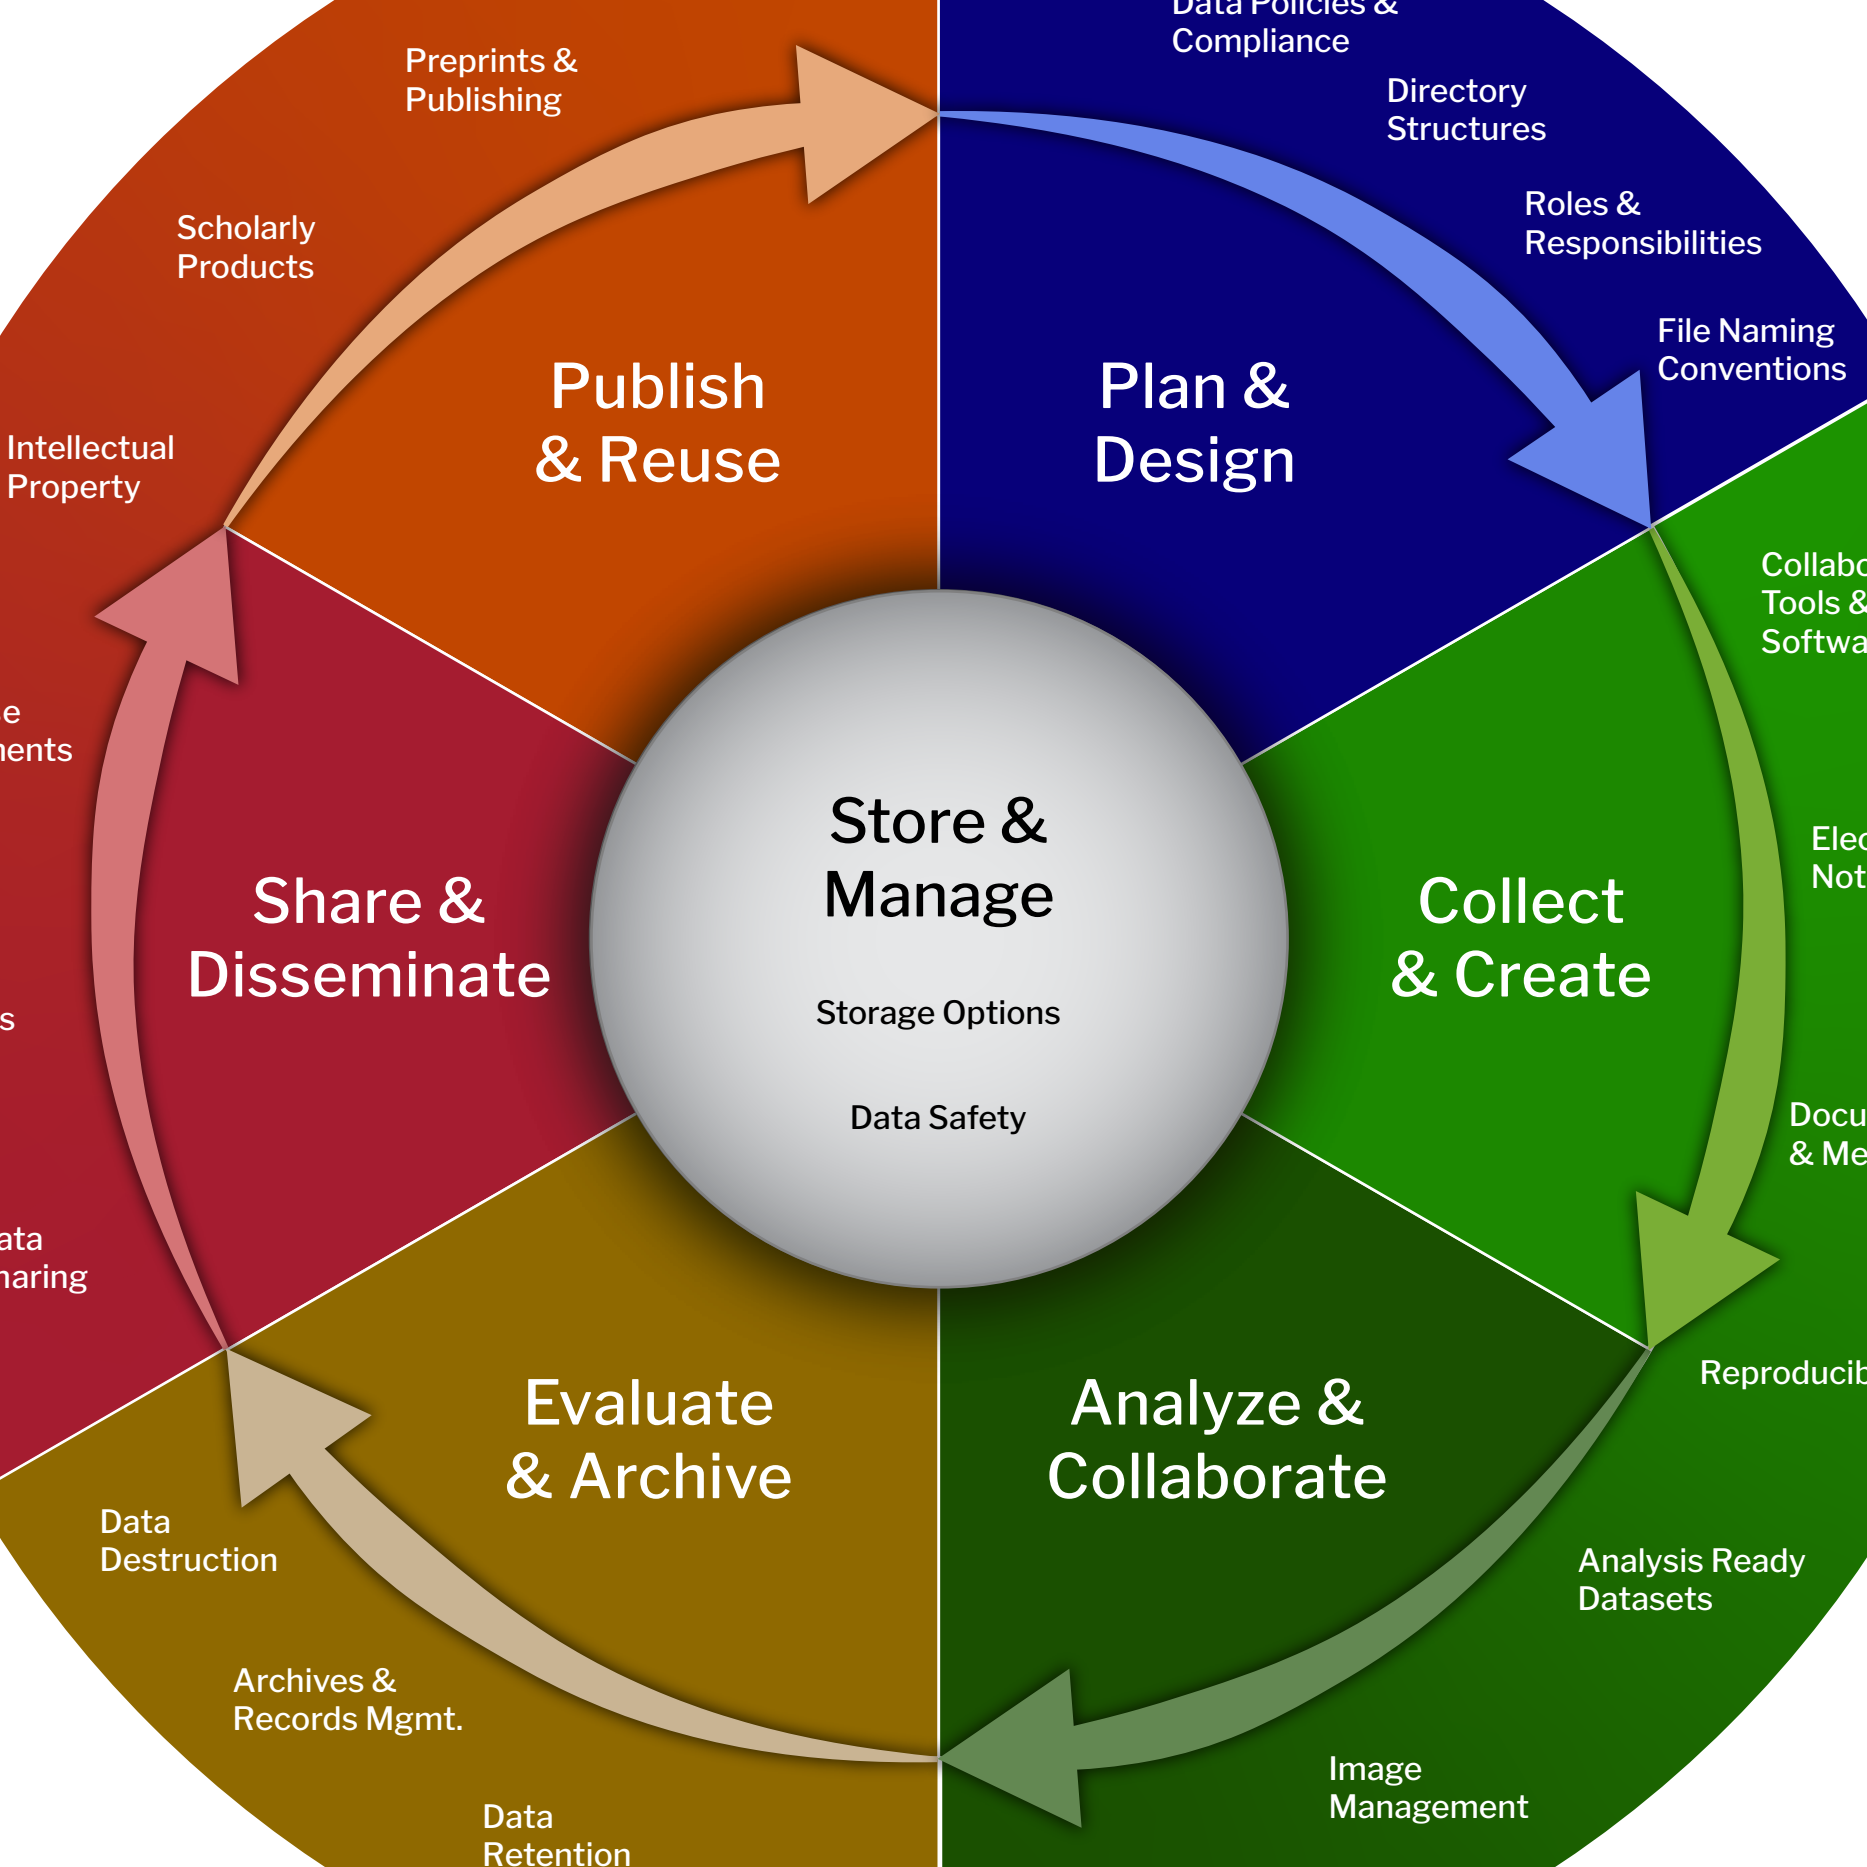 Data Policies &
Compliance
Directory
Structures
Roles &
Responsibilities
File Naming
Conventions
Preprints &
Publishing
Scholarly
Products
Intellectual
Property
Publish
& Reuse
Plan &
Design
Tools &
Store &
Manage
Storage Options
Data Safety
Share &
Disseminate
Collect
& Create
&
Evaluate
& Archive
Analyze &
Collaborate
Data
Destruction
Archives &
Records Mgmt.
Data
Retention
Analysis Ready
Datasets
Image
Management